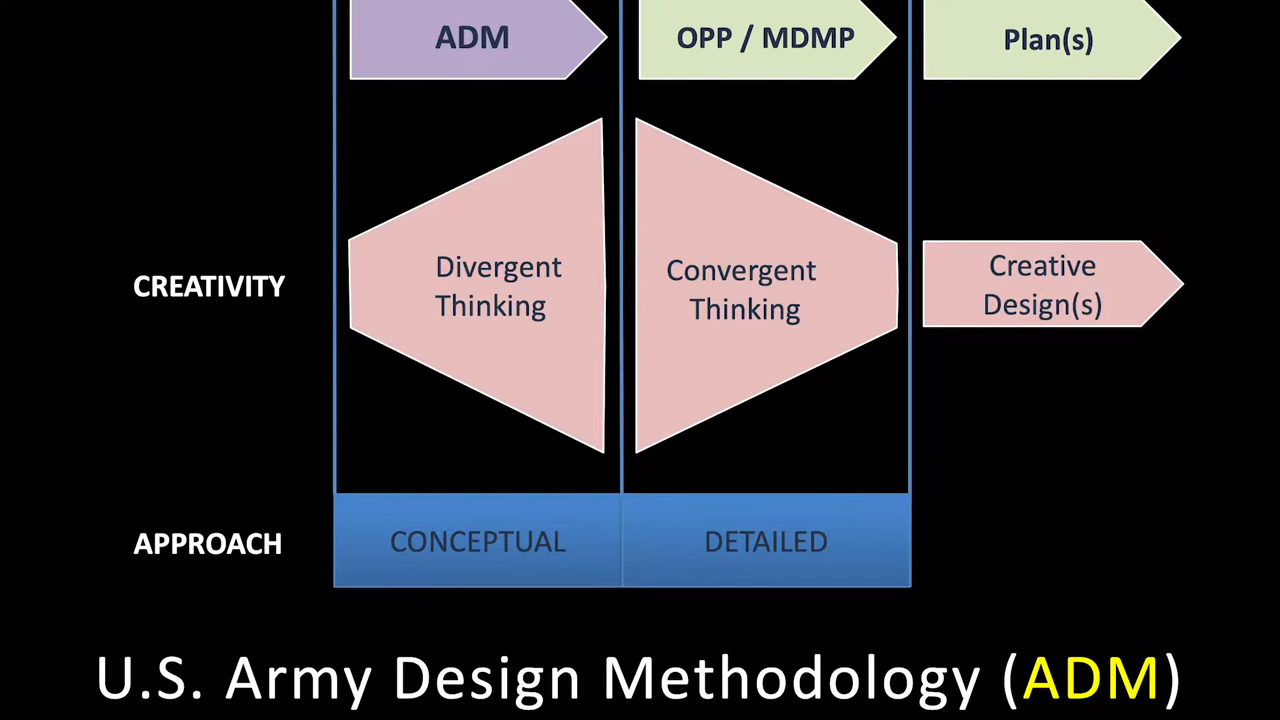 ADM
OPP / MDMP
Plan(s)
CREATIVITY
Divergent
Thinking
Convergent
Thinking
Creative
Design(s)
APPROACH
CONCEPTUAL
DETAILED
U.S. Army Design Methodology (ADM)